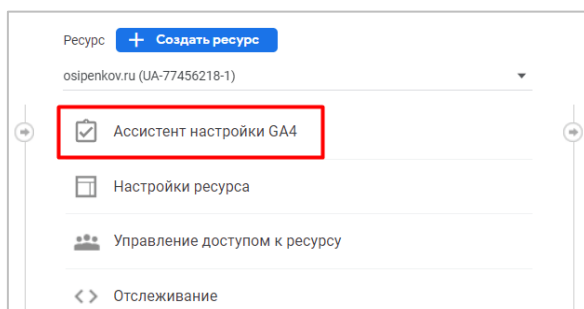 Ресурс + Создать ресурс
osipenkov.ru (UA-77456218-1)
Ассистент настройки GA4
Настройки ресурса
Управление доступом к ресурсу
Отслеживание